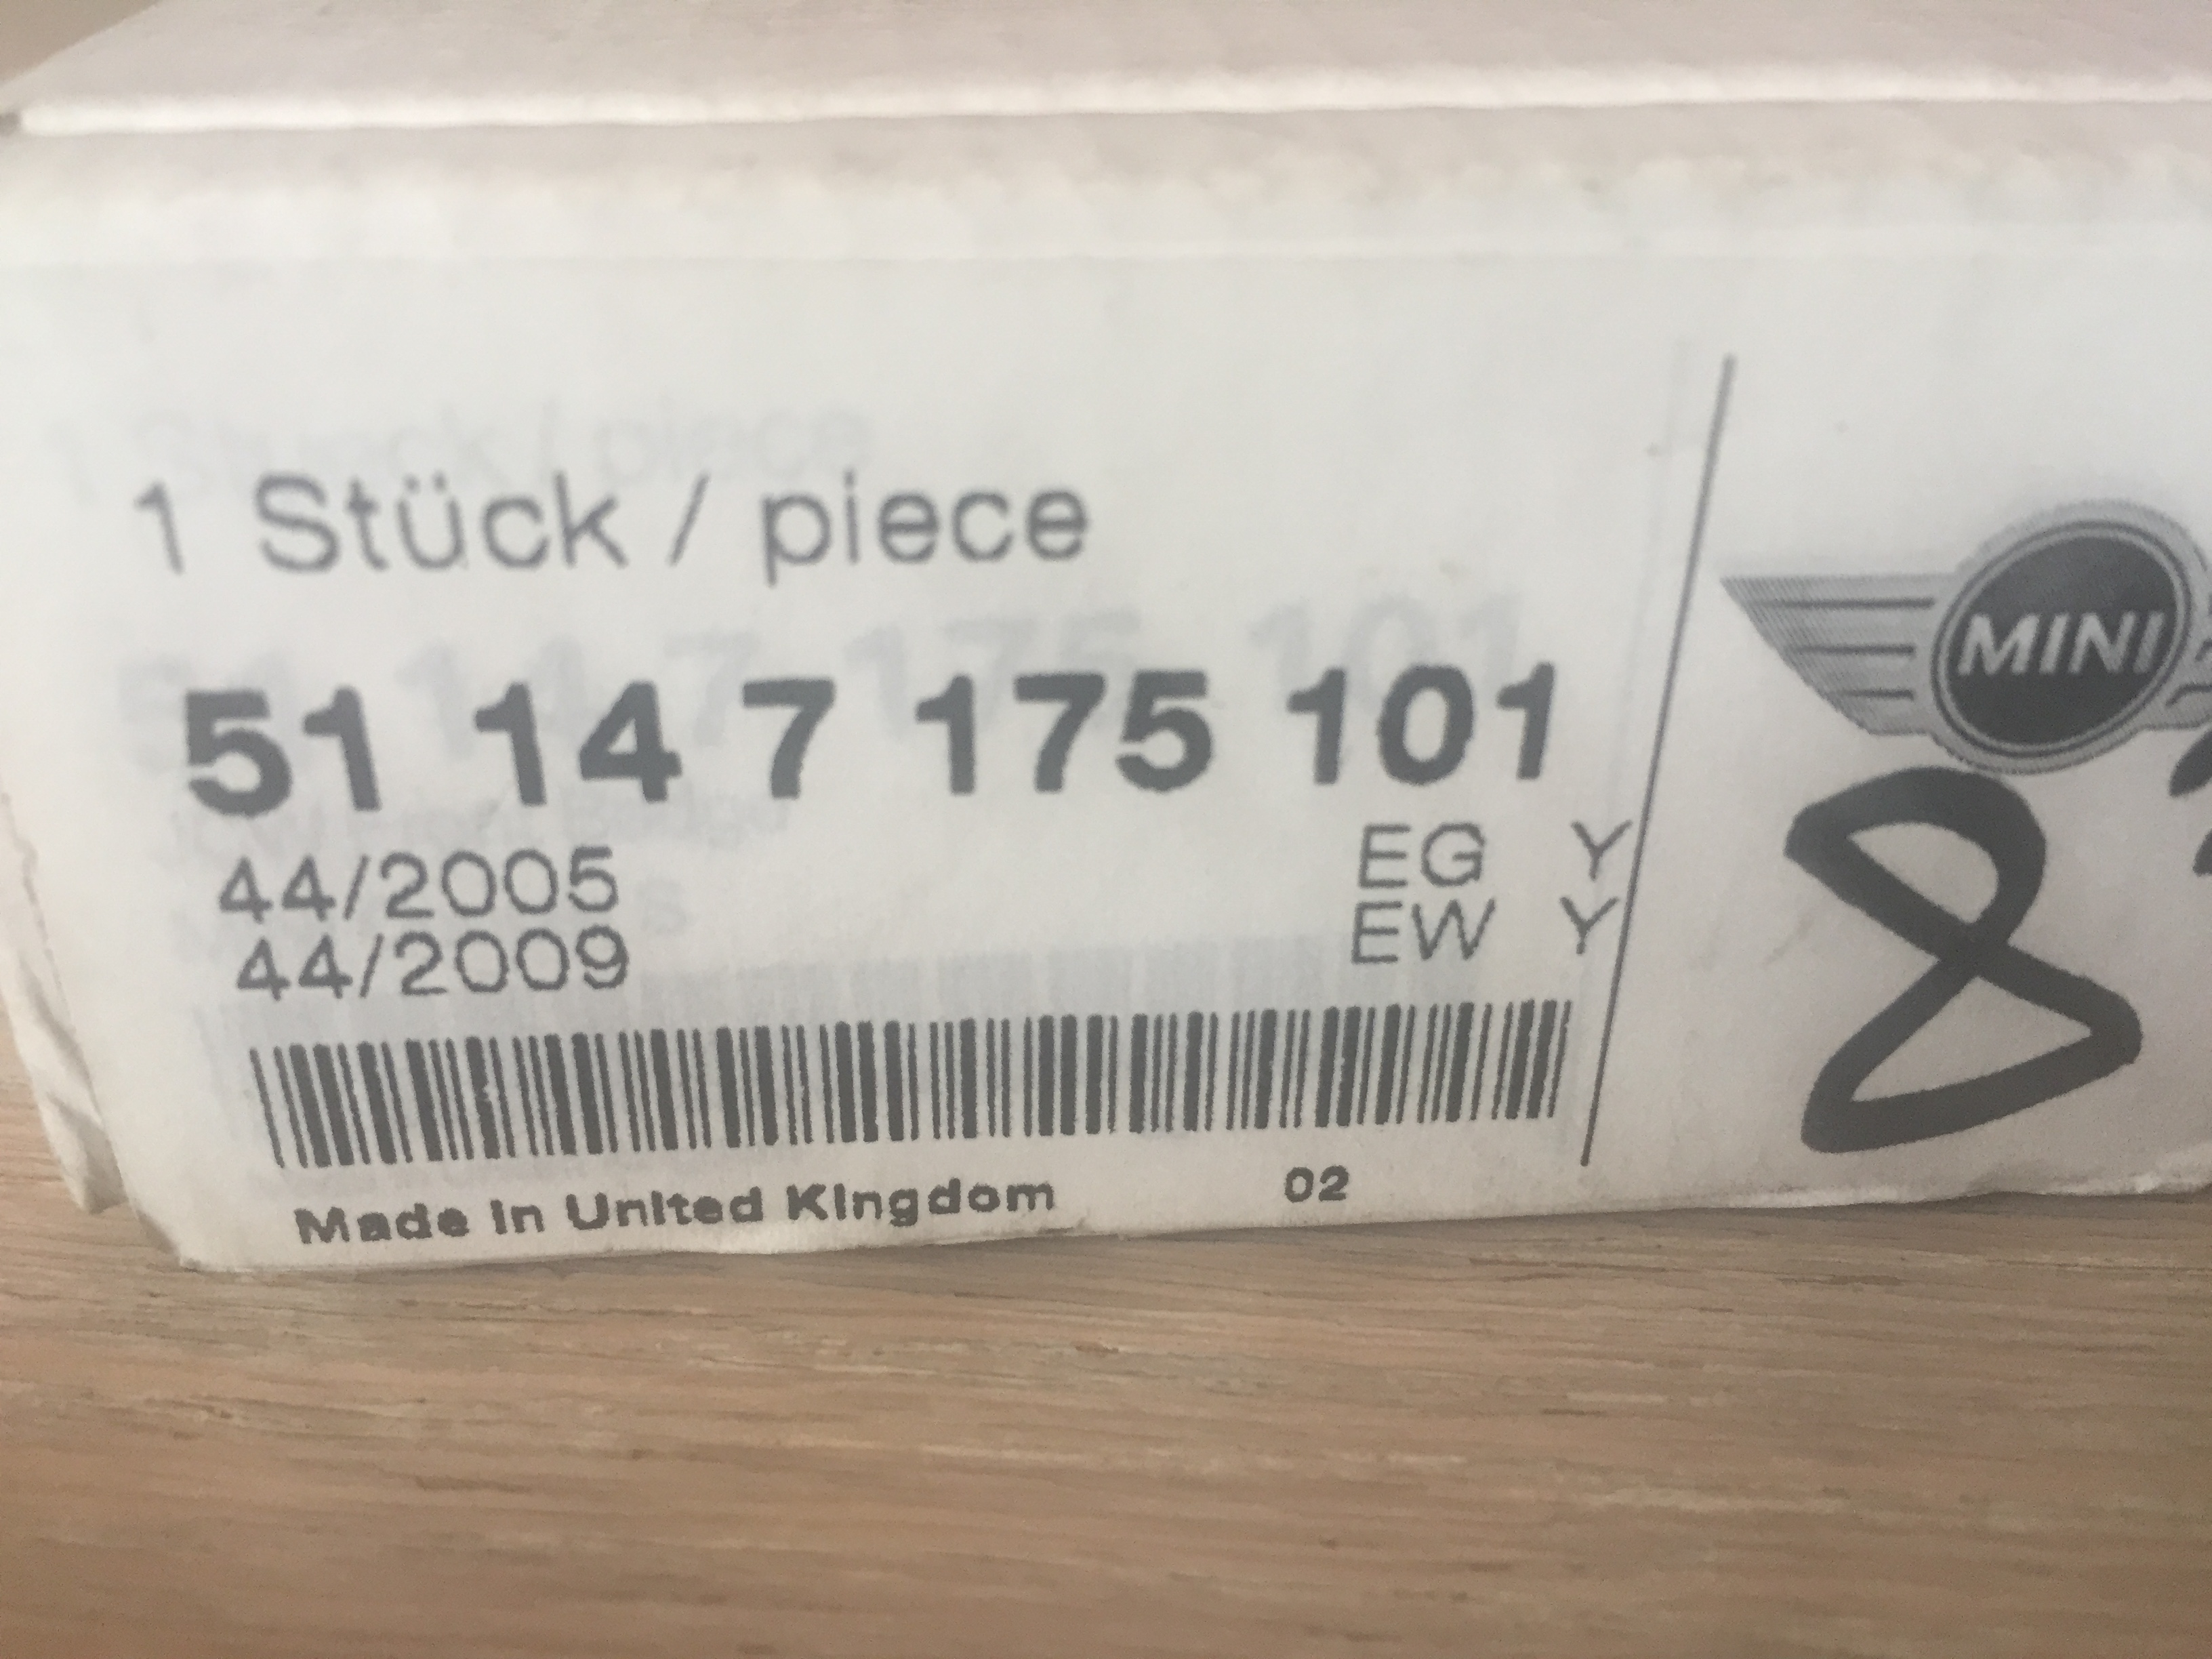 1 Stück / piece
51 14 7 175 101
44/2005 EG Y
44/2009 EW Y
Made in United Kingdom 02
MINI
8